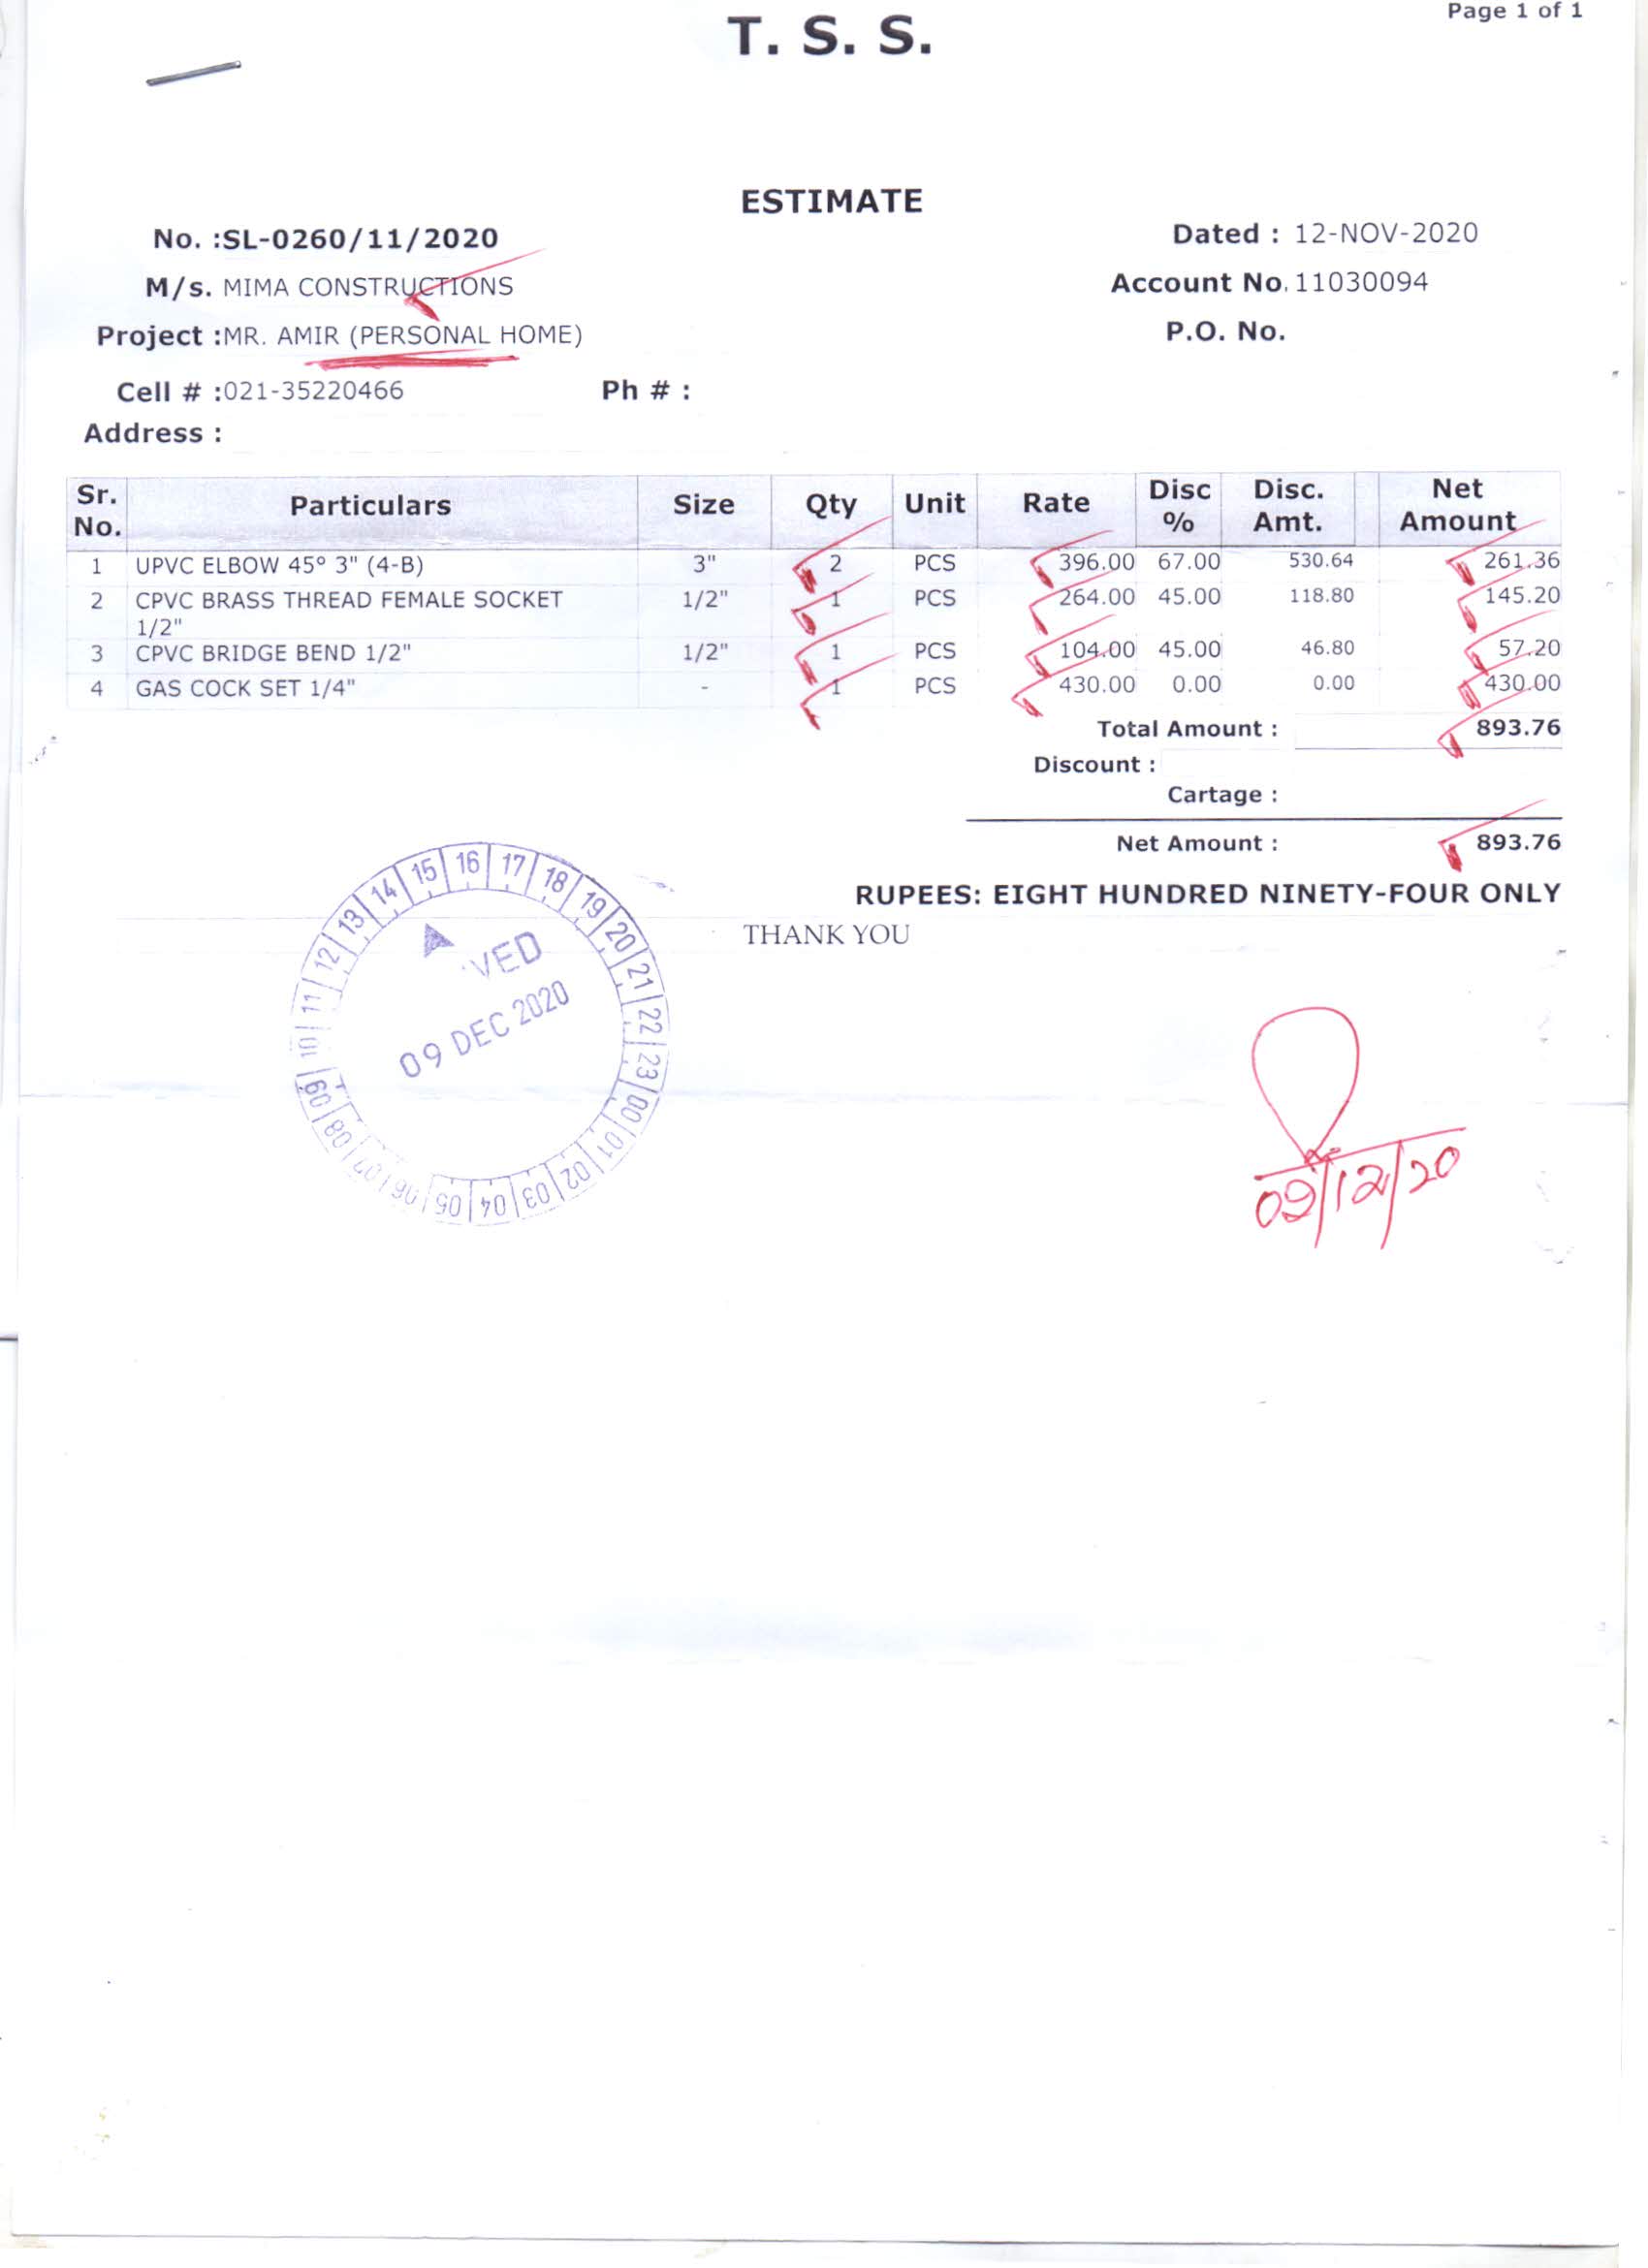 Page 1 of 1
T. S. S.
ESTIMATE
No. :SL-0260/11/2020
Dated : 12-NOV-2020
M/s. MIMA CONSTRUCTIONS
Account No. 11030094
Project :MR. AMIR (PERSONAL HOME)
P.O. No.
Cell # :021-35220466 Ph # :
Address :
Sr. No. Particulars Size Qty Unit Rate Disc % Disc. Amt. Net Amount
1 UPVC ELBOW 45° 3" (4-B) 3" 2 PCS 396.00 67.00 530.64 261.36
2 CPVC BRASS THREAD FEMALE SOCKET 1/2" 1 PCS 264.00 45.00 118.80 145.20
1/2"
3 CPVC BRIDGE BEND 1/2" 1/2" 1 PCS 104.00 45.00 46.80 57.20
4 GAS COCK SET 1/4" - 1 PCS 430.00 0.00 0.00 430.00
Total Amount : 893.76
Discount :
Cartage :
Net Amount : 893.76
RUPEES: EIGHT HUNDRED NINETY-FOUR ONLY
THANK YOU
VED
09 DEC 2020
10 11 12 13 14 15 16 17 18 19 20 21 22 23 00 01 02 03 04 05 06 07 08 09
09/12/20